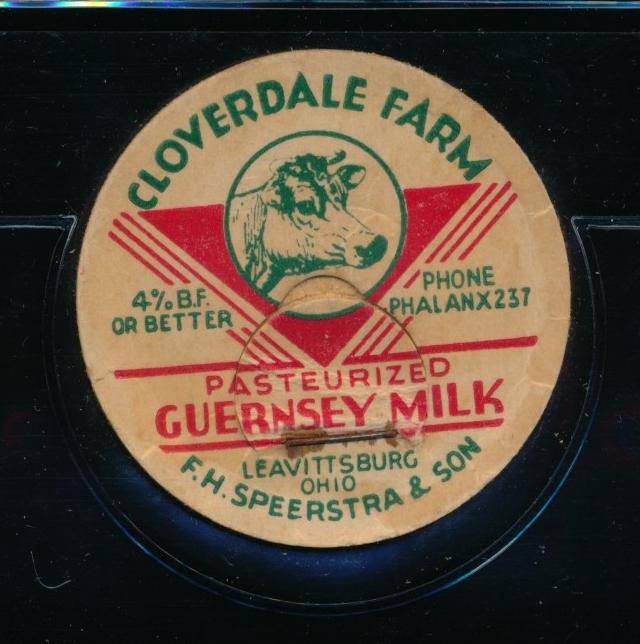 CLOVERDALE FARM
4% B.F.
OR BETTER
PHONE
PHALANX 237
PASTEURIZED
GUERNSEY MILK
LEAVITTSBURG
OHIO
F.H. SPEERSTRA & SON